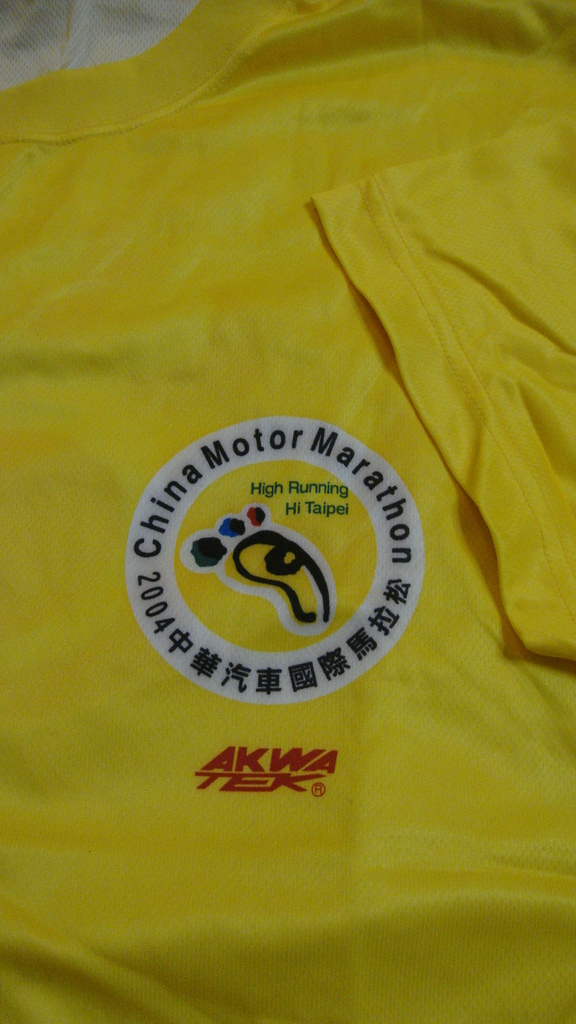 China Motor Marathon
High Running
Hi Taipei
2004中華汽車國際馬拉松
AKWA
TEK®